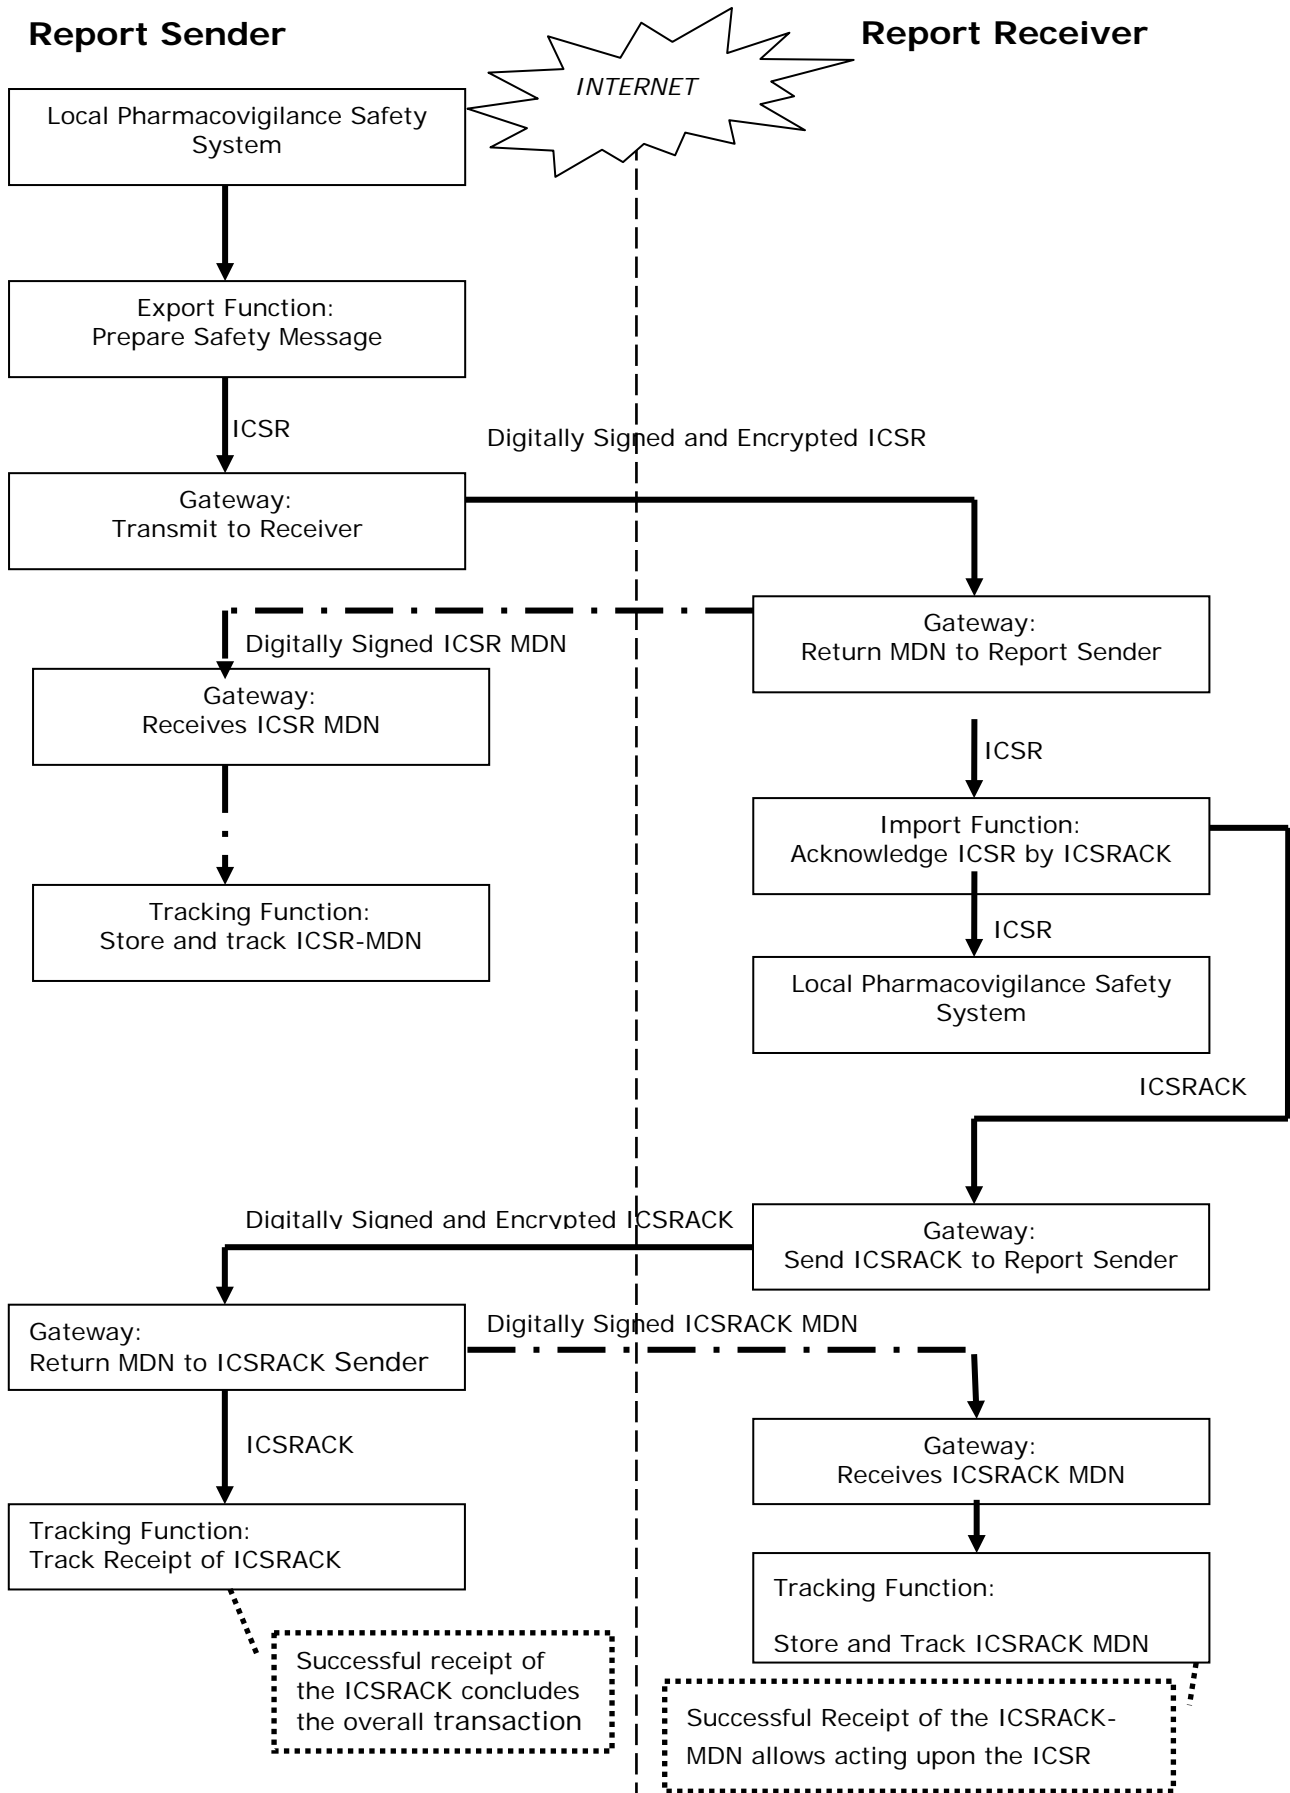 Report Sender
INTERNET
Report Receiver
Local Pharmacovigilance Safety
System
Export Function:
Prepare Safety Message
ICSR
Digitally Signed and Encrypted ICSR
Gateway:
Transmit to Receiver
Gateway:
Return MDN to Report Sender
Digitally Signed ICSR MDN
Gateway:
Receives ICSR MDN
ICSR
Import Function:
Acknowledge ICSR by ICSRACK
Tracking Function:
Store and track ICSR-MDN
ICSR
Local Pharmacovigilance Safety
System
ICSRACK
Digitally Signed and Encrypted ICSRACK
Gateway:
Send ICSRACK to Report Sender
Gateway:
Return MDN to ICSRACK Sender
Digitally Signed ICSRACK MDN
ICSRACK
Gateway:
Receives ICSRACK MDN
Tracking Function:
Track Receipt of ICSRACK
Tracking Function:
Store and Track ICSRACK MDN
Successful receipt of
the ICSRACK concludes
the overall transaction
Successful Receipt of the ICSRACK-
MDN allows acting upon the ICSR